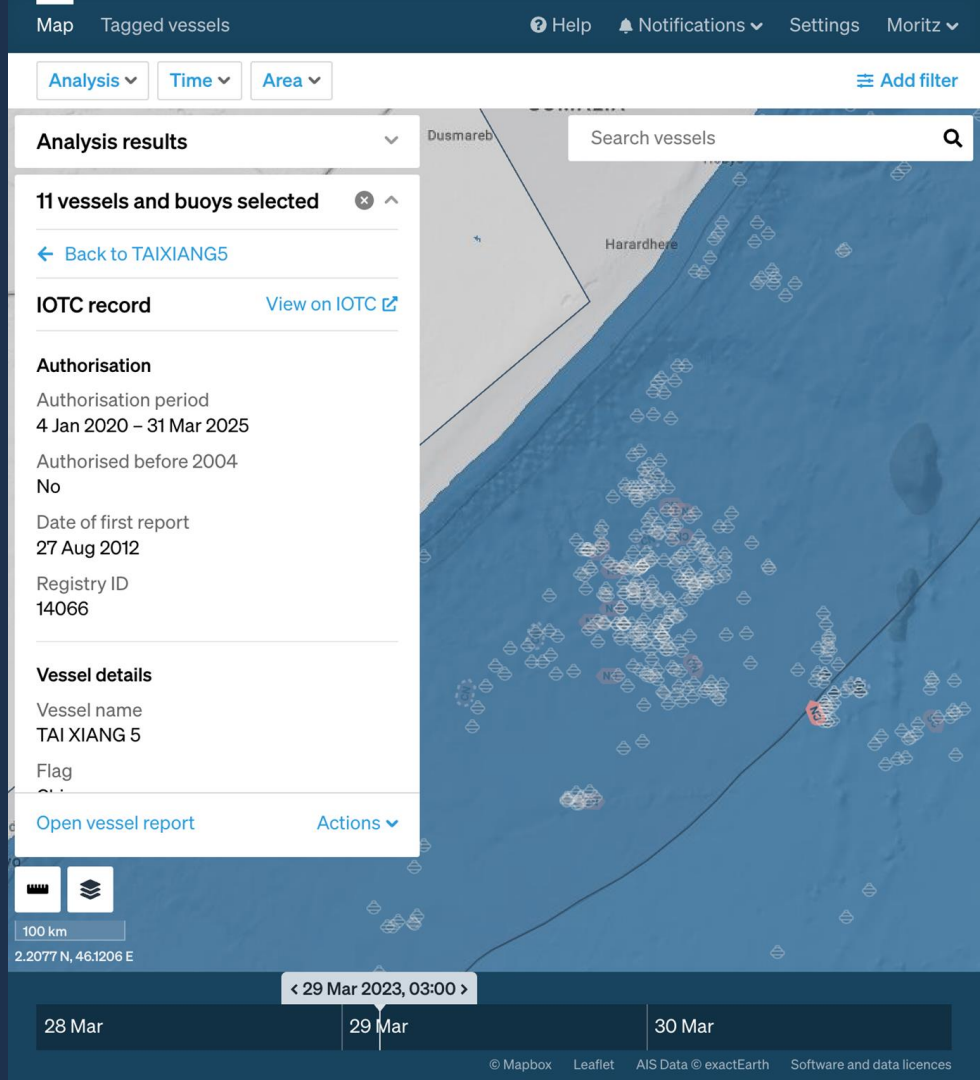 Map
Tagged vessels
Help
Notifications
Settings
Moritz
Analysis
Time
Area
Add filter
Analysis results
Dusmareb
Search vessels
11 vessels and buoys selected
Harardhere
Back to TAIXIANG5
IOTC record
View on IOTC
Authorisation
Authorisation period
4 Jan 2020 – 31 Mar 2025
Authorised before 2004
No
Date of first report
27 Aug 2012
Registry ID
14066
Vessel details
Vessel name
TAI XIANG 5
Flag
Open vessel report
Actions
100 km
2.2077 N, 46.1206 E
< 29 Mar 2023, 03:00 >
28 Mar
29 Mar
30 Mar
© Mapbox
Leaflet
AIS Data © exactEarth
Software and data licences